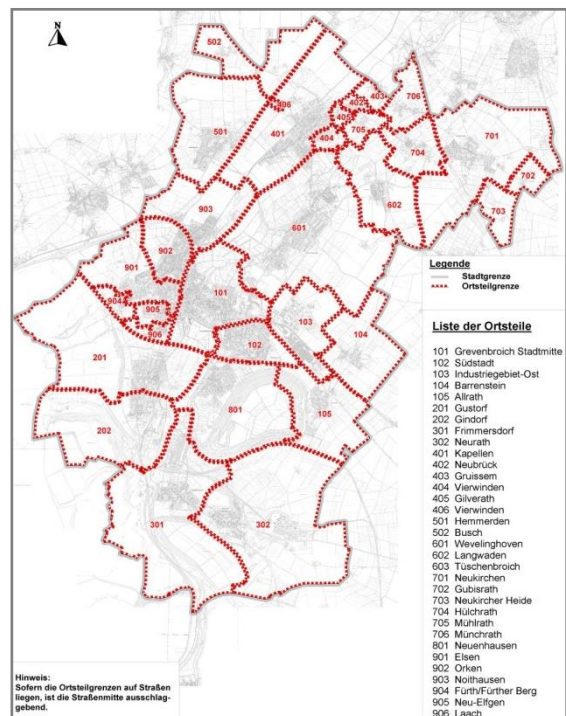 N
502
403
706
406
402
501
401
405
705
701
404
704
702
602
703
903
601
902
901
101
904
905
103
906
104
102
201
801
105
202
301
302
Legende
Stadtgrenze
Ortsteilgrenze
Liste der Ortsteile
101 Grevenbroich Stadtmitte
102 Südstadt
103 Industriegebiet-Ost
104 Barrenstein
105 Allrath
201 Gustorf
202 Gindorf
301 Frimmersdorf
302 Neurath
401 Kapellen
402 Neubrück
403 Gruissem
404 Vierwinden
405 Gilverath
406 Vierwinden
501 Hemmerden
502 Busch
601 Wevelinghoven
602 Langwaden
603 Tüschenbroich
701 Neukirchen
702 Gubisrath
703 Neukircher Heide
704 Hülchrath
705 Mühlrath
706 Münchrath
801 Neuenhausen
901 Elsen
902 Orken
903 Noithausen
904 Fürth/Fürther Berg
905 Neu-Elfgen
906 Laach
Hinweis:
Sofern die Ortsteilgrenzen auf Straßen
liegen, ist die Straßenmitte ausschlag-
gebend.